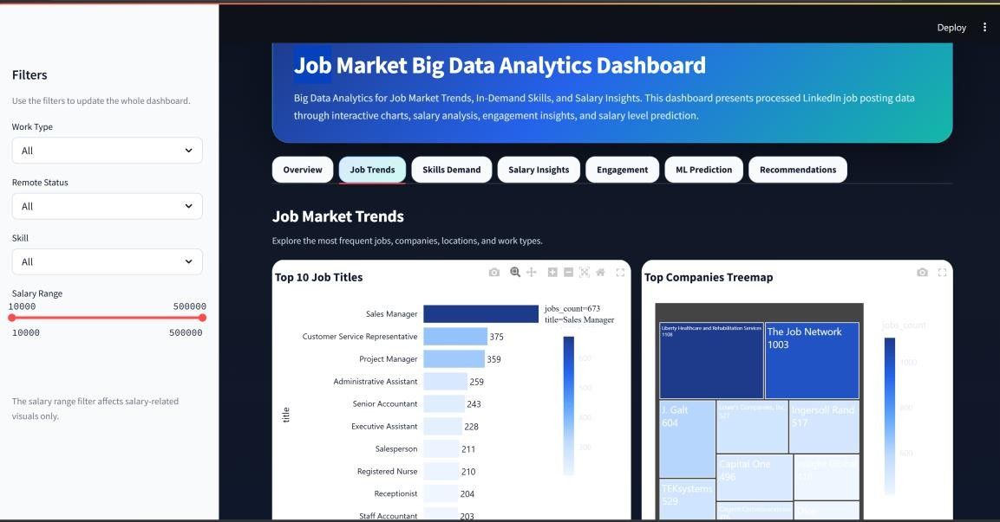 Deploy
Filters
Use the filters to update the whole dashboard.
Work Type
All
Remote Status
All
Skill
All
Salary Range
10000 500000
10000 500000
The salary range filter affects salary-related
visuals only.
Job Market Big Data Analytics Dashboard
Big Data Analytics for Job Market Trends, In-Demand Skills, and Salary Insights. This dashboard presents processed LinkedIn job posting data
through interactive charts, salary analysis, engagement insights, and salary level prediction.
Overview
Job Trends
Skills Demand
Salary Insights
Engagement
ML Prediction
Recommendations
Job Market Trends
Explore the most frequent jobs, companies, locations, and work types.
Top 10 Job Titles
title
Sales Manager
Customer Service Representative 375
Project Manager 359
Administrative Assistant 259
Senior Accountant 243
Executive Assistant 228
Salesperson 211
Registered Nurse 210
Receptionist 204
Staff Accountant 203
jobs_count=673
title=Sales Manager
600
500
400
300
Top Companies Treemap
Liberty Healthcare and Rehabilitation Services
1108
The Job Network
1003
J. Galt
604
Lowe's Companies, Inc.
527
Ingersoll Rand
517
Capital One
496
Insight Global
TEKsystems
529
jobs_count
1000
800
600